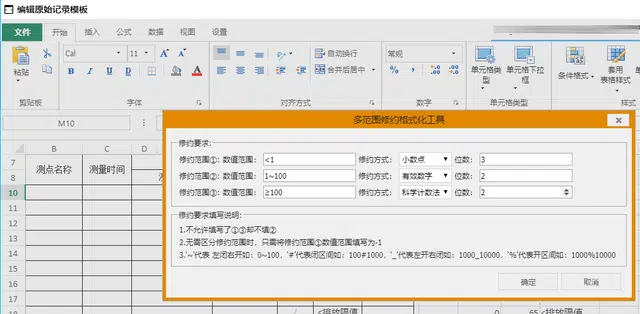 编辑原始记录模板
文件 开始 插入 公式 数据 视图 设置
Cal 11 自动换行 常规
粘贴 B I U 合并后居中 % 单元格类型 单元格下拉框 条件格式 套用表格样式
剪贴板 字体 对齐方式 数字 单元格类型 样式
M10
多范围修约格式化工具
B C D
修约要求:
7 测点名称 测量时间
修约范围①: 数值范围: <1 修约方式: 小数点 位数: 3
8
修约范围②: 数值范围: 1~100 修约方式: 有效数字 位数: 2
10
修约范围③: 数值范围: ≥100 修约方式: 科学计数法 位数: 2
11
12
修约要求填写说明:
13
1.不允许填写了①③却不填②
14
2.无需区分修约范围时，只需将修约范围①数值范围填写为-1
15
3.'~'代表 左闭右开如：0~100，'#'代表闭区间如：100#1000，'_'代表左开右闭如：1000_10000，'%'代表开区间如：1000%10000
16
确定 取消
17
18 <排放限值 0 65 <排放限值